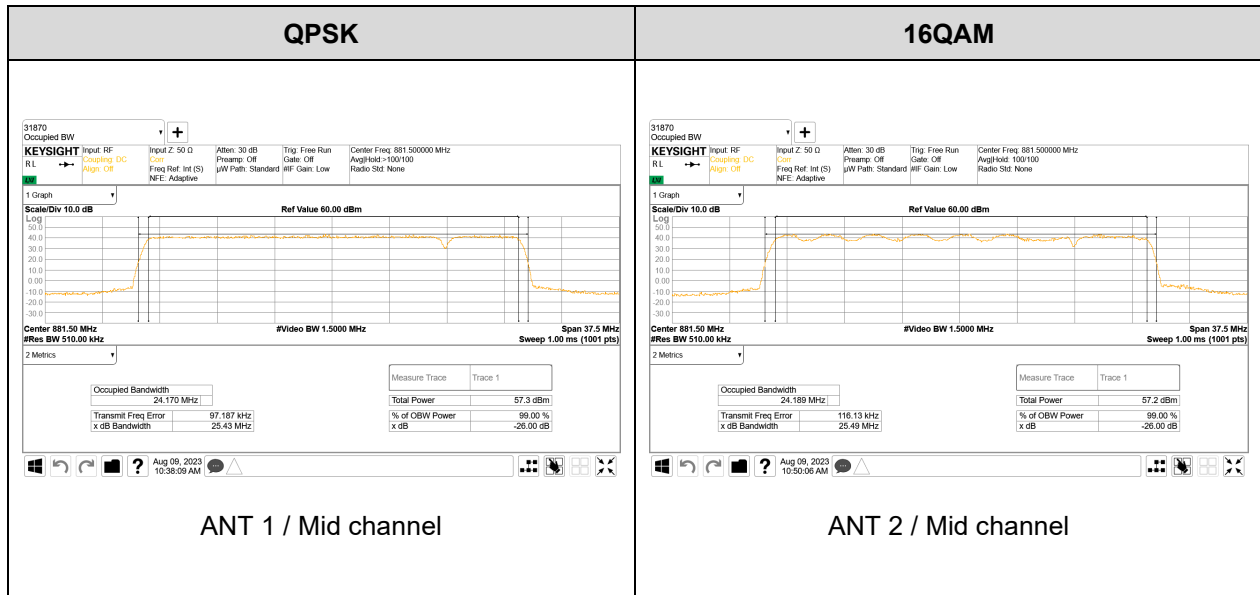 QPSK
16QAM
31870
Occupied BW
+
KEYSIGHT
R L
LXI
Input: RF
Coupling: DC
Align: Off
Input Z: 50 Ω
Corr
Freq Ref: Int (S)
NFE: Adaptive
Atten: 30 dB
Preamp: Off
µW Path: Standard
Trig: Free Run
Gate: Off
#IF Gain: Low
Center Freq: 881.500000 MHz
Avg|Hold:>100/100
Radio Std: None
1 Graph
Scale/Div 10.0 dB
Ref Value 60.00 dBm
Log
50.0
40.0
30.0
20.0
10.0
0.00
-10.0
-20.0
-30.0
Center 881.50 MHz
#Video BW 1.5000 MHz
Span 37.5 MHz
#Res BW 510.00 kHz
Sweep 1.00 ms (1001 pts)
2 Metrics
Measure Trace Trace 1
Occupied Bandwidth
24.170 MHz
Total Power 57.3 dBm
Transmit Freq Error 97.187 kHz
% of OBW Power 99.00 %
x dB Bandwidth 25.43 MHz
x dB -26.00 dB
?
Aug 09, 2023
10:38:09 AM
ANT 1 / Mid channel
31870
Occupied BW
+
KEYSIGHT
R L
LXI
Input: RF
Coupling: DC
Align: Off
Input Z: 50 Ω
Corr
Freq Ref: Int (S)
NFE: Adaptive
Atten: 30 dB
Preamp: Off
µW Path: Standard
Trig: Free Run
Gate: Off
#IF Gain: Low
Center Freq: 881.500000 MHz
Avg|Hold: 100/100
Radio Std: None
1 Graph
Scale/Div 10.0 dB
Ref Value 60.00 dBm
Log
50.0
40.0
30.0
20.0
10.0
0.00
-10.0
-20.0
-30.0
Center 881.50 MHz
#Video BW 1.5000 MHz
Span 37.5 MHz
#Res BW 510.00 kHz
Sweep 1.00 ms (1001 pts)
2 Metrics
Measure Trace Trace 1
Occupied Bandwidth
24.189 MHz
Total Power 57.2 dBm
Transmit Freq Error 116.13 kHz
% of OBW Power 99.00 %
x dB Bandwidth 25.49 MHz
x dB -26.00 dB
?
Aug 09, 2023
10:50:06 AM
ANT 2 / Mid channel